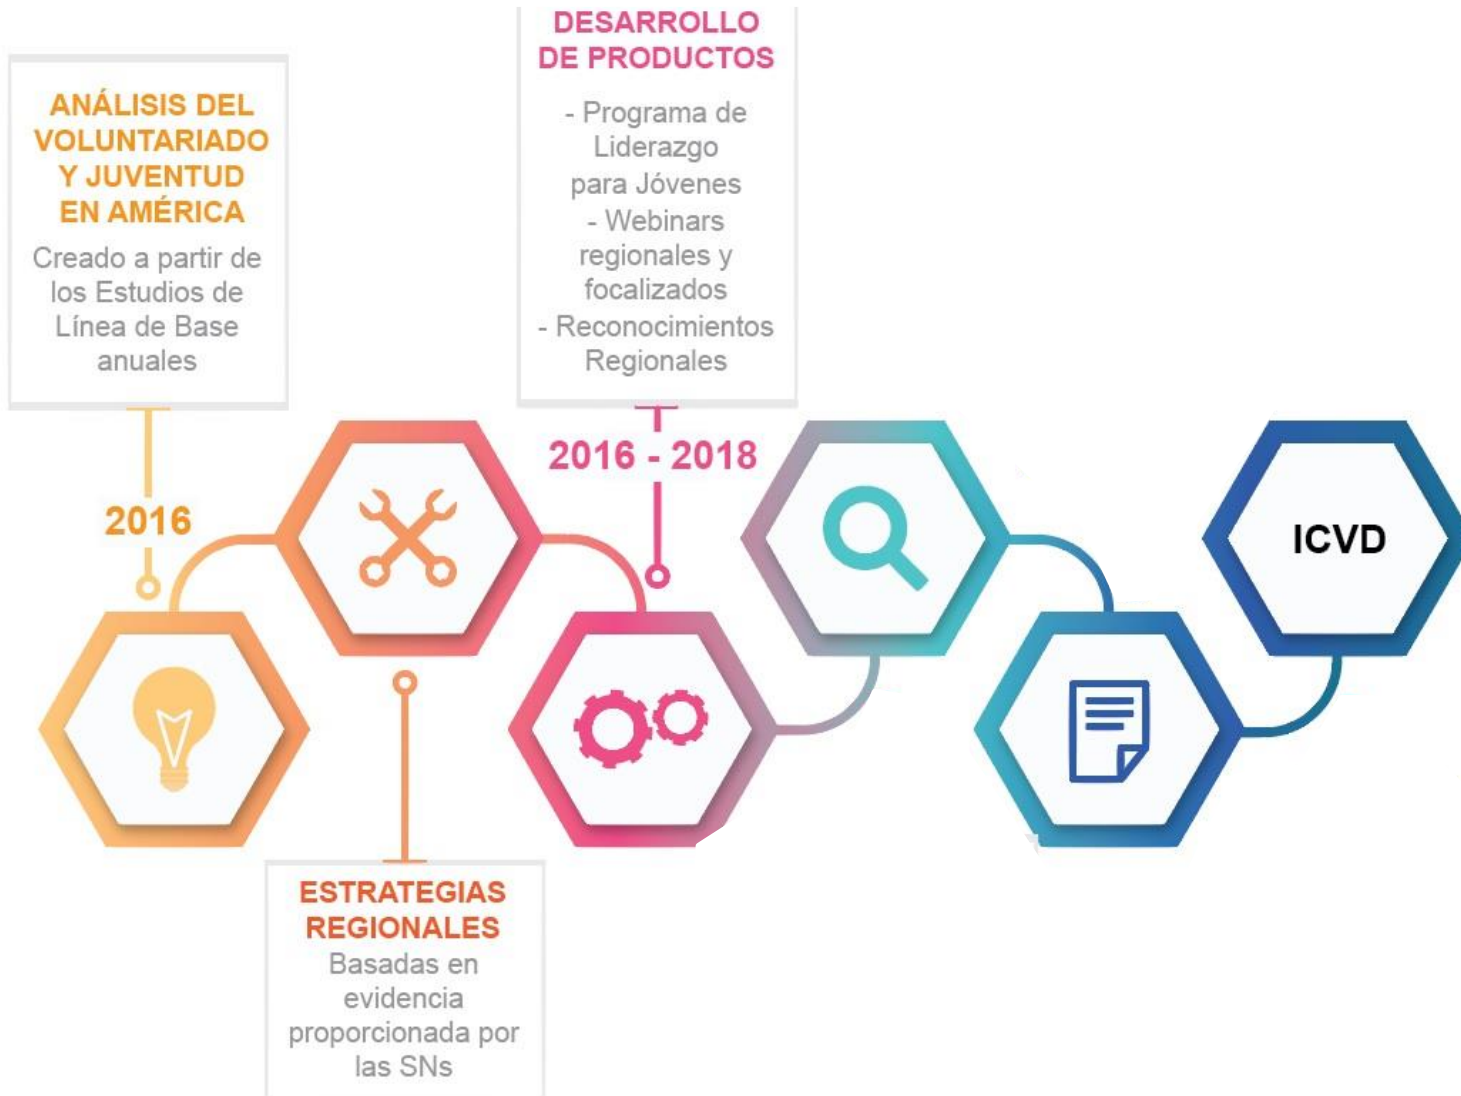 ANÁLISIS DEL
VOLUNTARIADO
Y JUVENTUD
EN AMÉRICA
Creado a partir de
los Estudios de
Línea de Base
anuales
2016
ESTRATEGIAS
REGIONALES
Basadas en
evidencia
proporcionada por
las SNs
DESARROLLO
DE PRODUCTOS
- Programa de
Liderazgo
para Jóvenes
- Webinars
regionales y
focalizados
- Reconocimientos
Regionales
2016 - 2018
ICVD